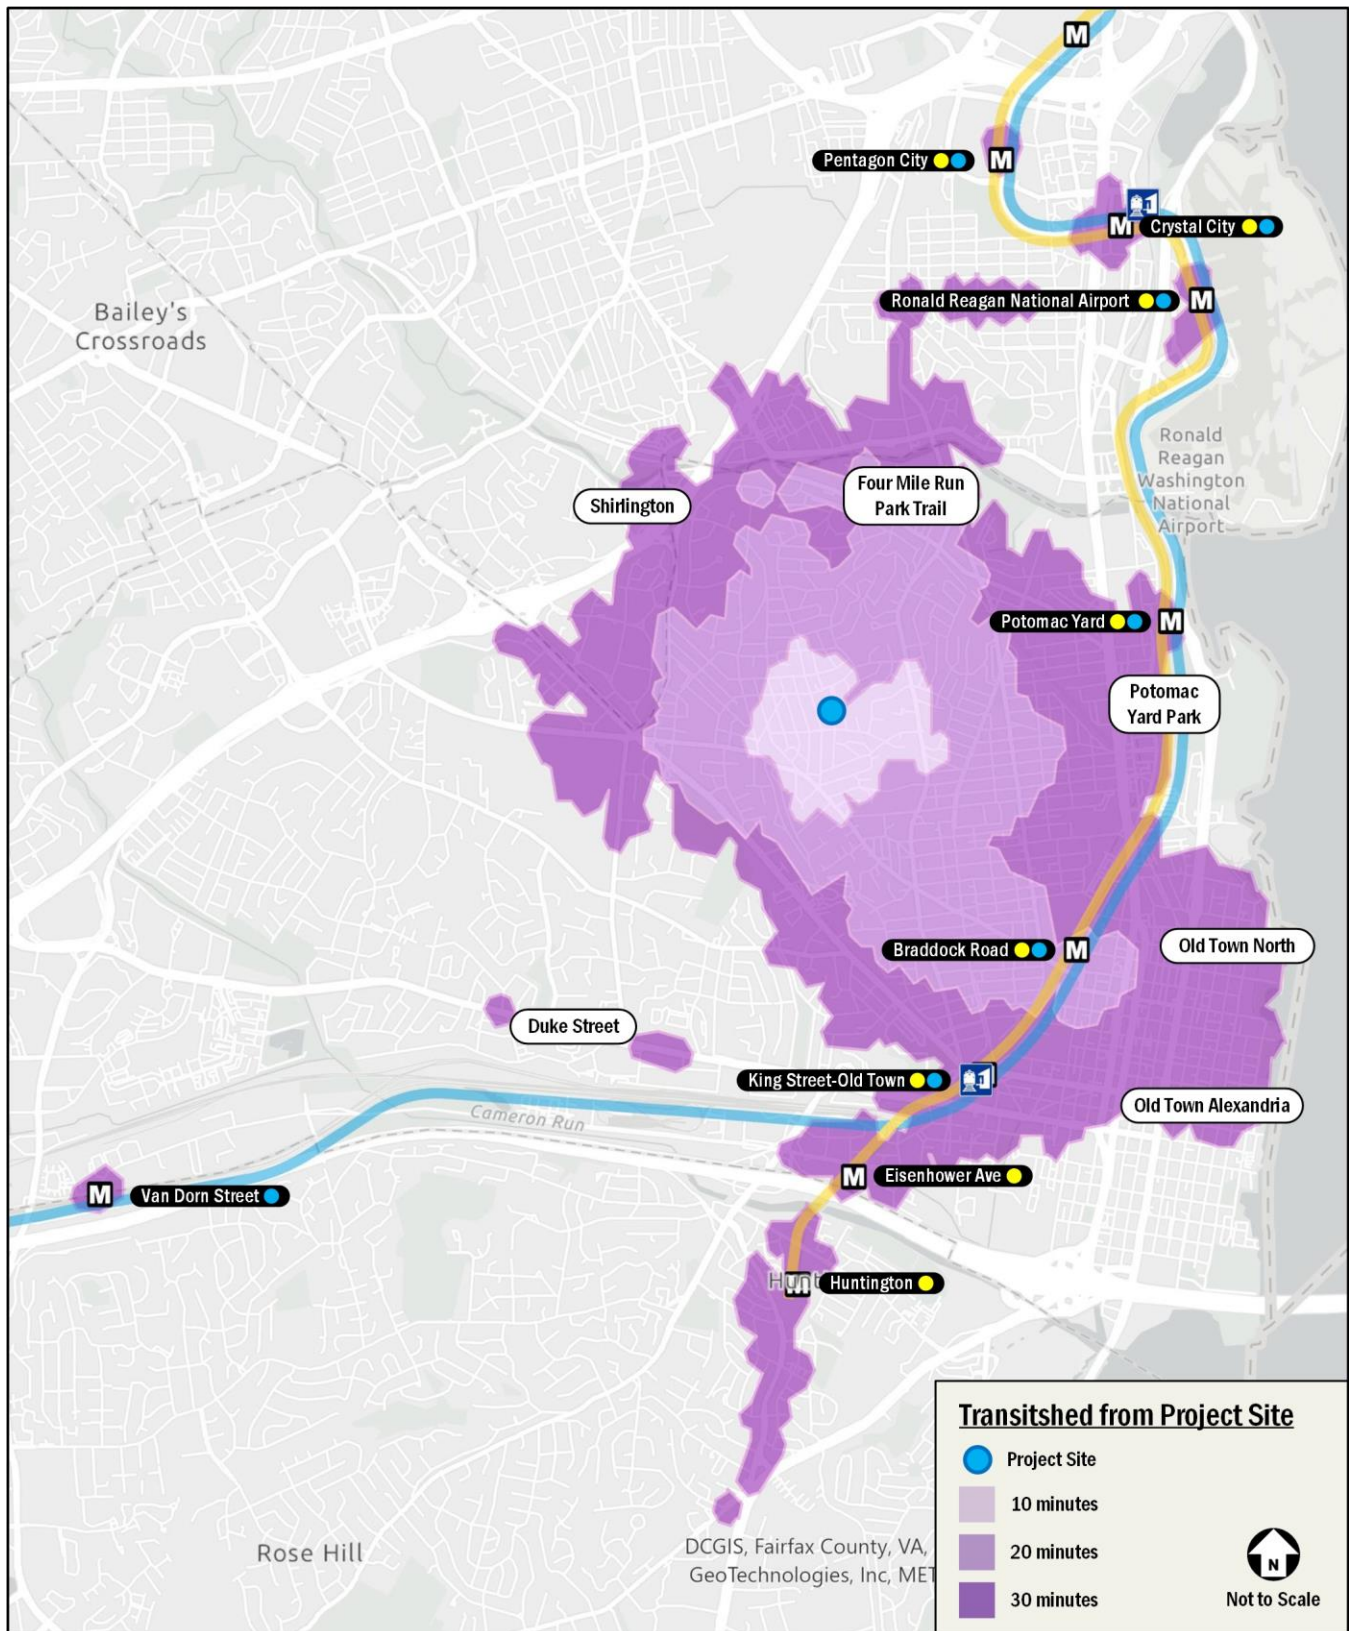 M
Pentagon City
M
M
Crystal City
Bailey's
Crossroads
Ronald Reagan National Airport
M
Ronald
Reagan
Washington
National
Airport
Shirlington
Four Mile Run
Park Trail
Potomac Yard
M
Potomac
Yard Park
Braddock Road
M
Old Town North
Duke Street
King Street-Old Town
Old Town Alexandria
Cameron Run
M
Van Dorn Street
M
Eisenhower Ave
Hunt
Huntington
Rose Hill
DCGIS, Fairfax County, VA,
GeoTechnologies, Inc, MET
Transitshed from Project Site
Project Site
10 minutes
20 minutes
30 minutes
N
Not to Scale